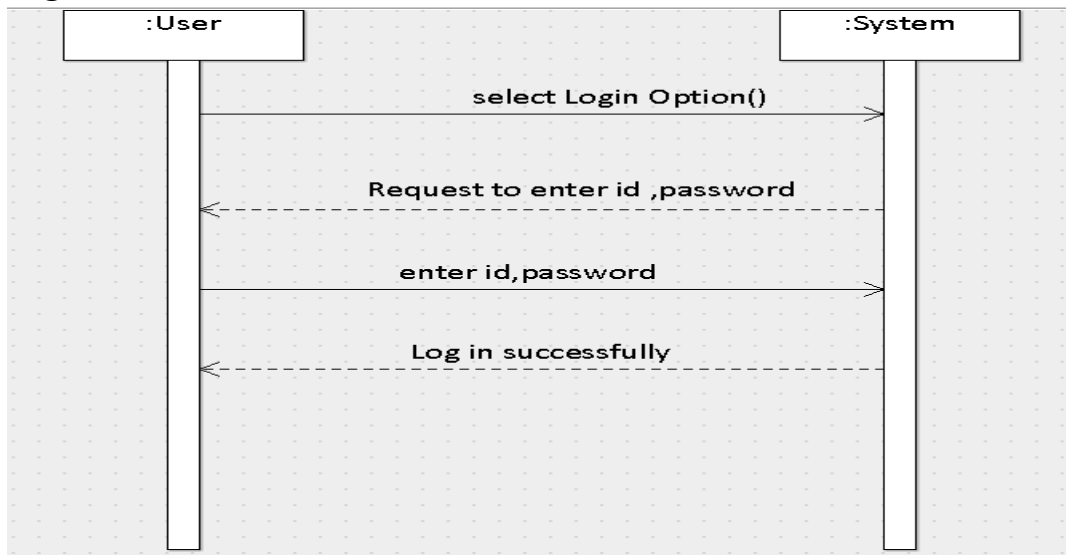 :User
:System
select Login Option()
Request to enter id ,password
enter id,password
Log in successfully